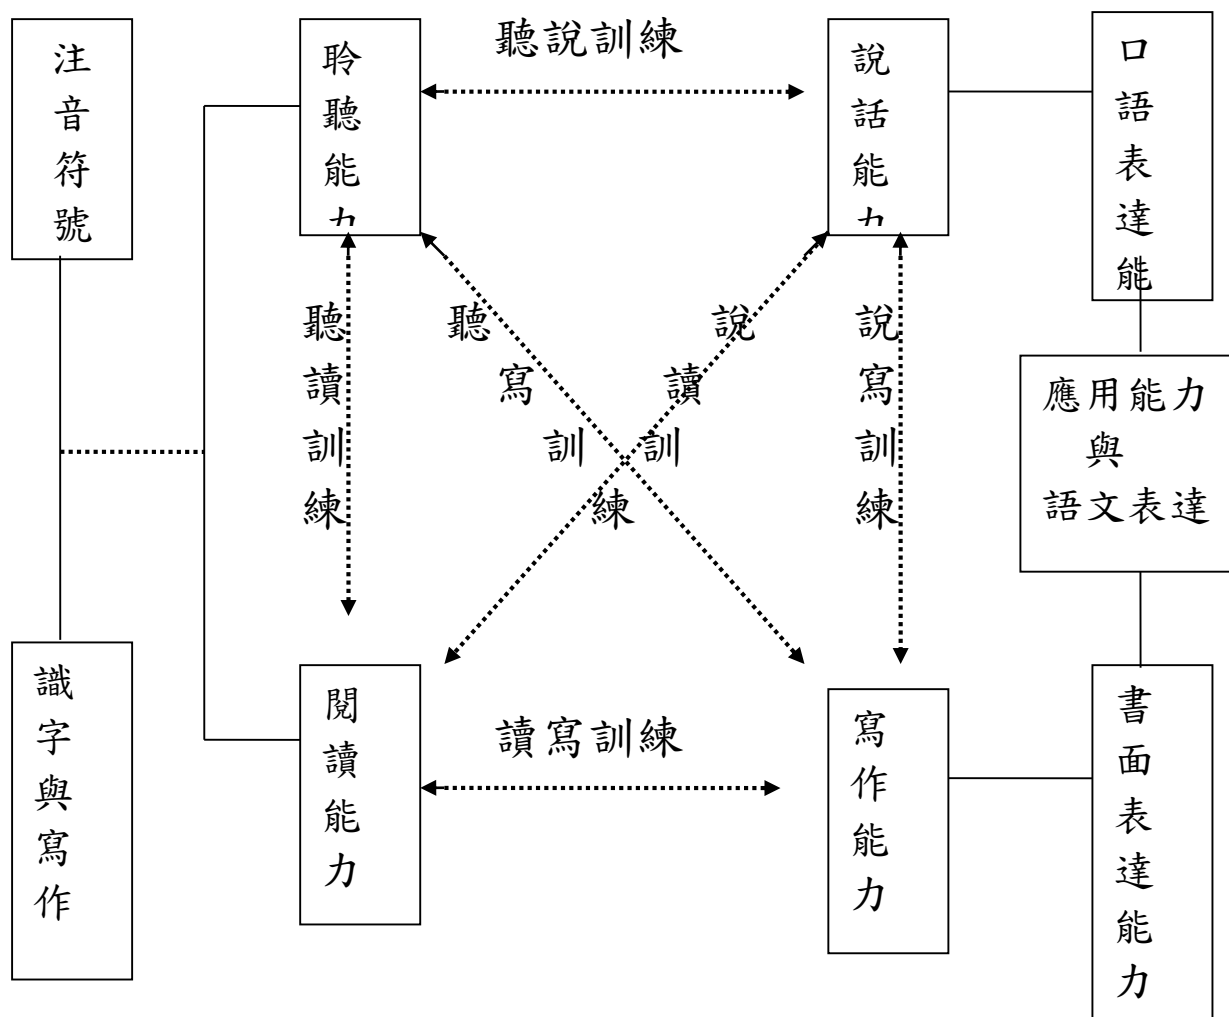 注音符號
聆聽能力
聽說訓練
說話能力
口語表達能
聽讀訓練
聽寫訓練
說讀訓練
說寫訓練
應用能力
與
語文表達
識字與寫作
閱讀能力
讀寫訓練
寫作能力
書面表達能力